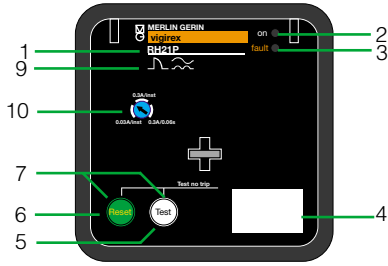 MERLIN GERIN
vigirex
on
1
RH21P
fault
2
3
9
0.3A/inst
10
0.03A/inst
0.3A/0.06s
7
Test no trip
Reset
Test
6
4
5